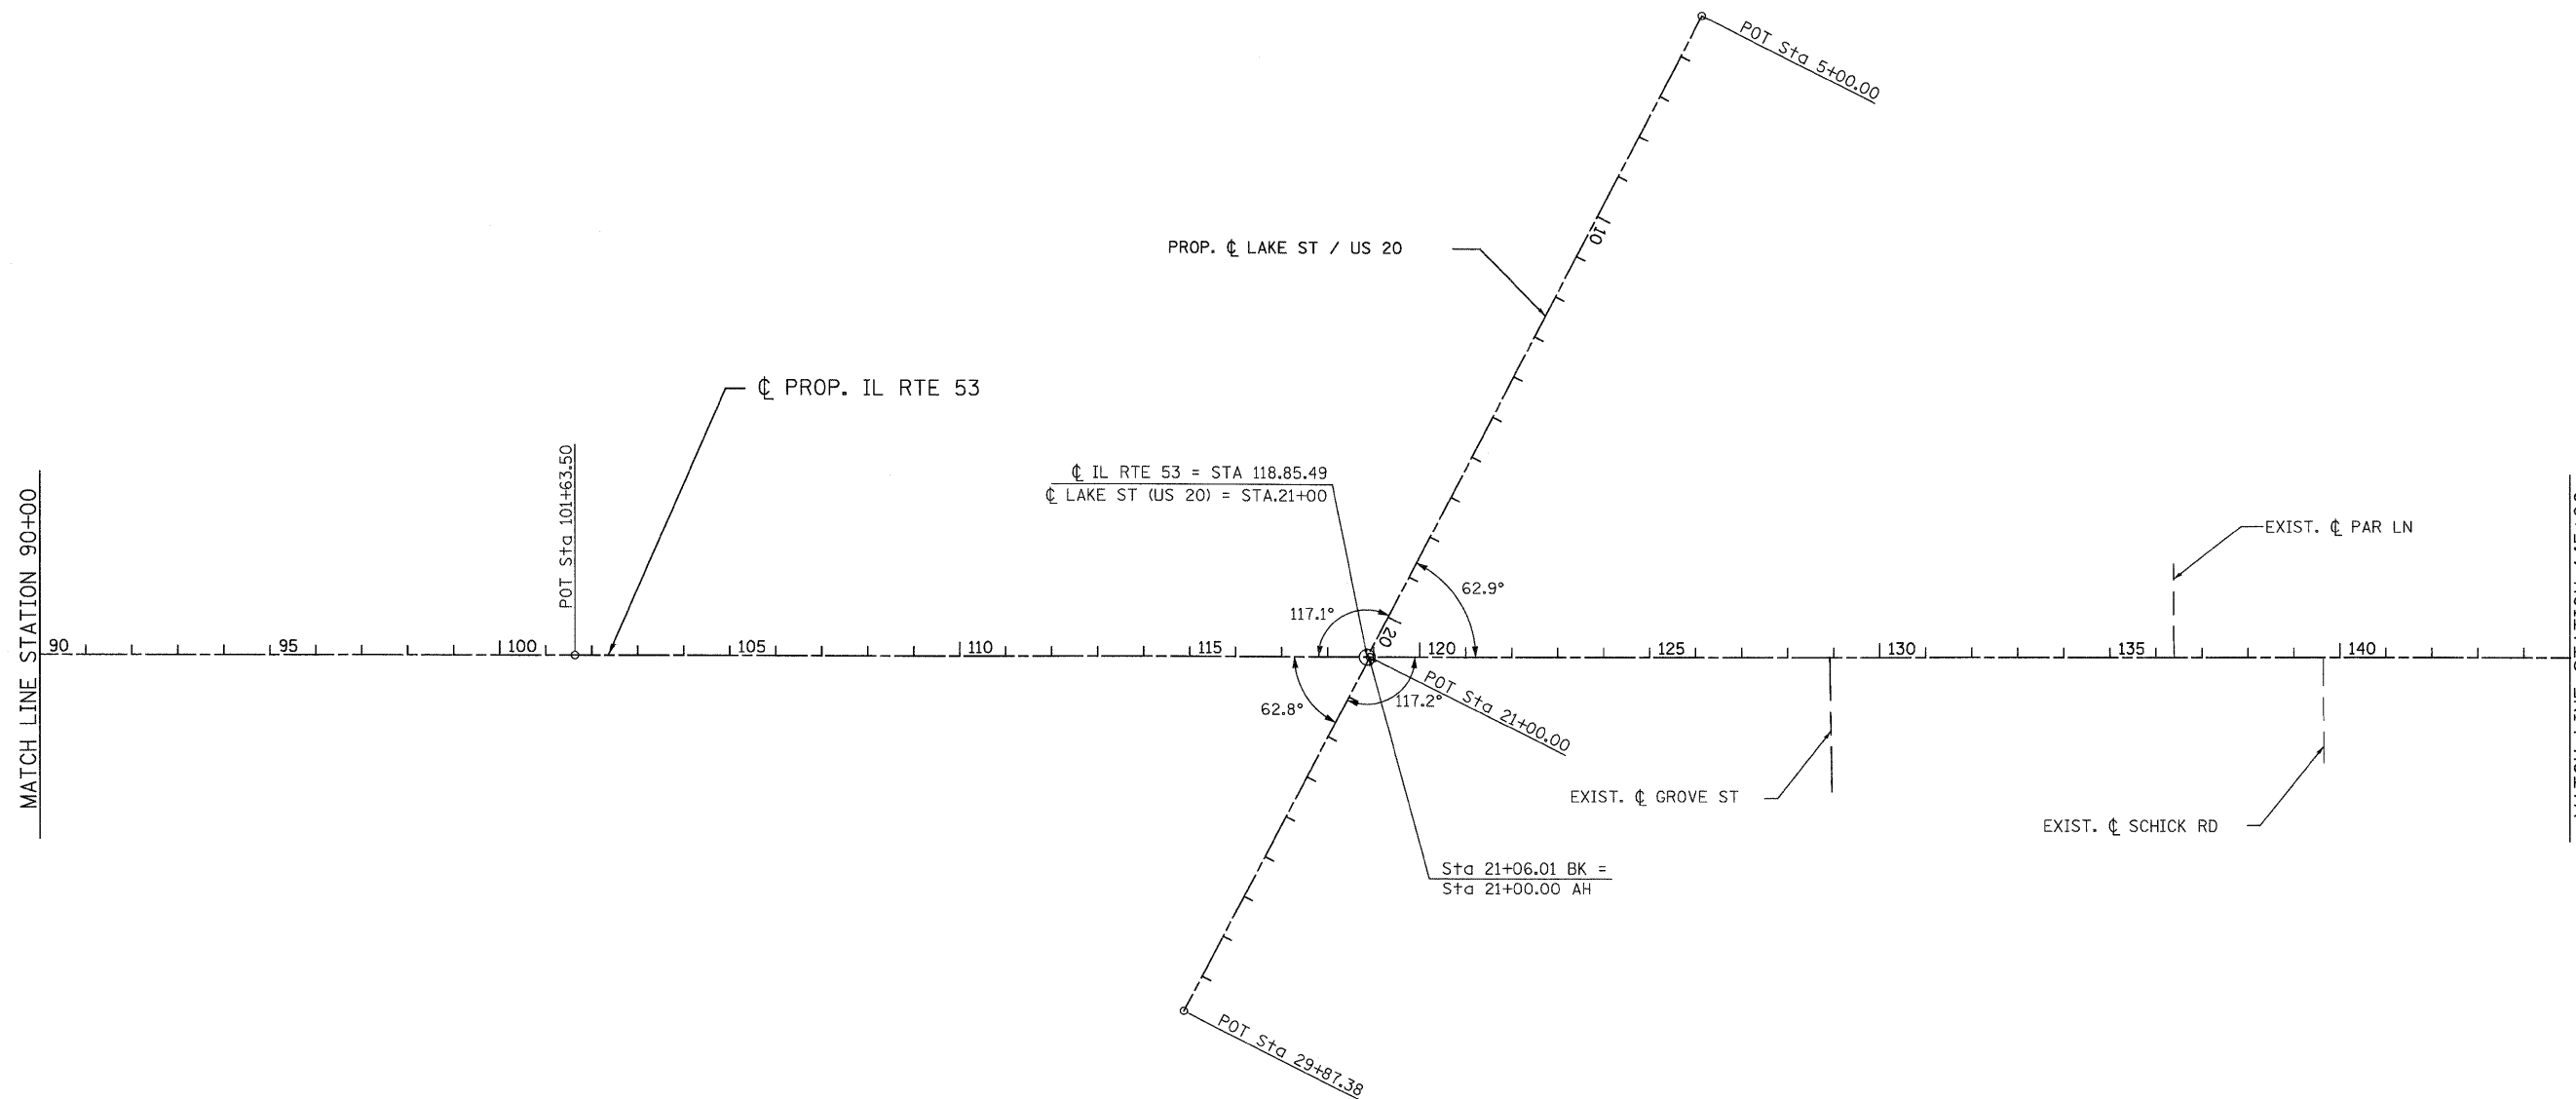 POT Sta 5+00.00
10
PROP. ℄ LAKE ST / US 20
℄ PROP. IL RTE 53
POT Sta 101+63.50
℄ IL RTE 53 = STA 118.85.49
℄ LAKE ST (US 20) = STA.21+00
EXIST. ℄ PAR LN
MATCH LINE STATION 90+00
62.9°
117.1°
20
90 95 100 105 110 115 120 125 130 135 140
POT Sta 21+00.00
117.2°
62.8°
EXIST. ℄ GROVE ST
EXIST. ℄ SCHICK RD
Sta 21+06.01 BK =
Sta 21+00.00 AH
POT Sta 29+87.38